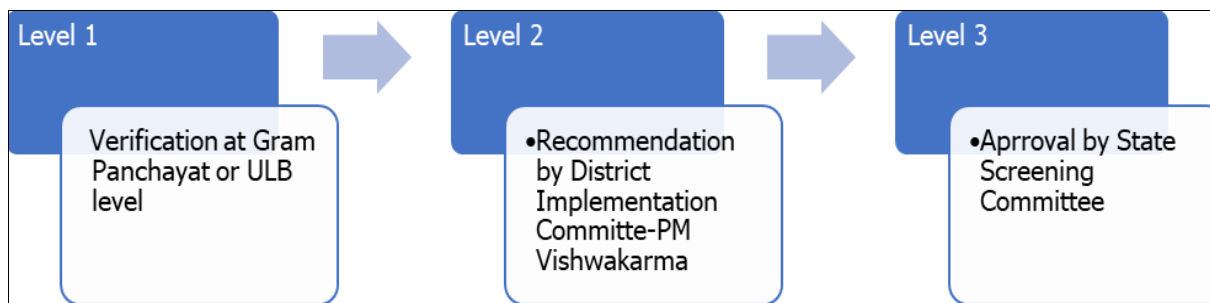 Level 1
Verification at Gram
Panchayat or ULB
level
Level 2
•Recommendation
by District
Implementation
Committe-PM
Vishwakarma
Level 3
•Aprroval by State
Screening
Committee